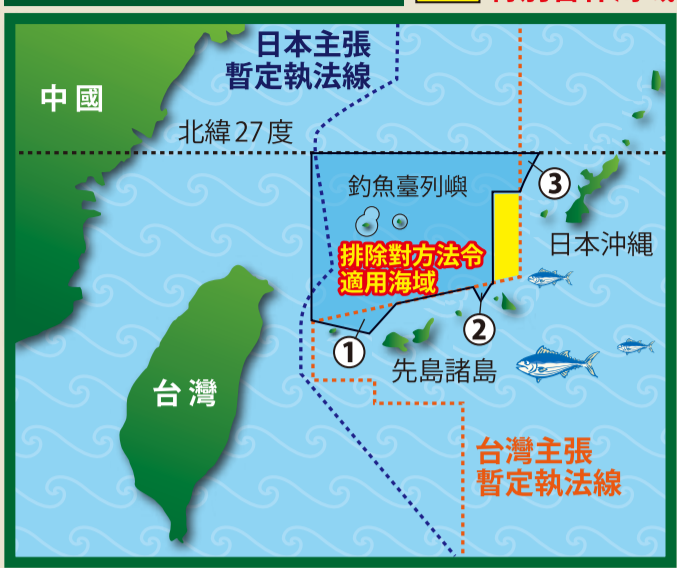 日本主張
暫定執法線
中國
北緯27度
釣魚臺列嶼
③
排除對方法令
適用海域
日本沖縄
②
①
先島諸島
台灣
台灣主張
暫定執法線